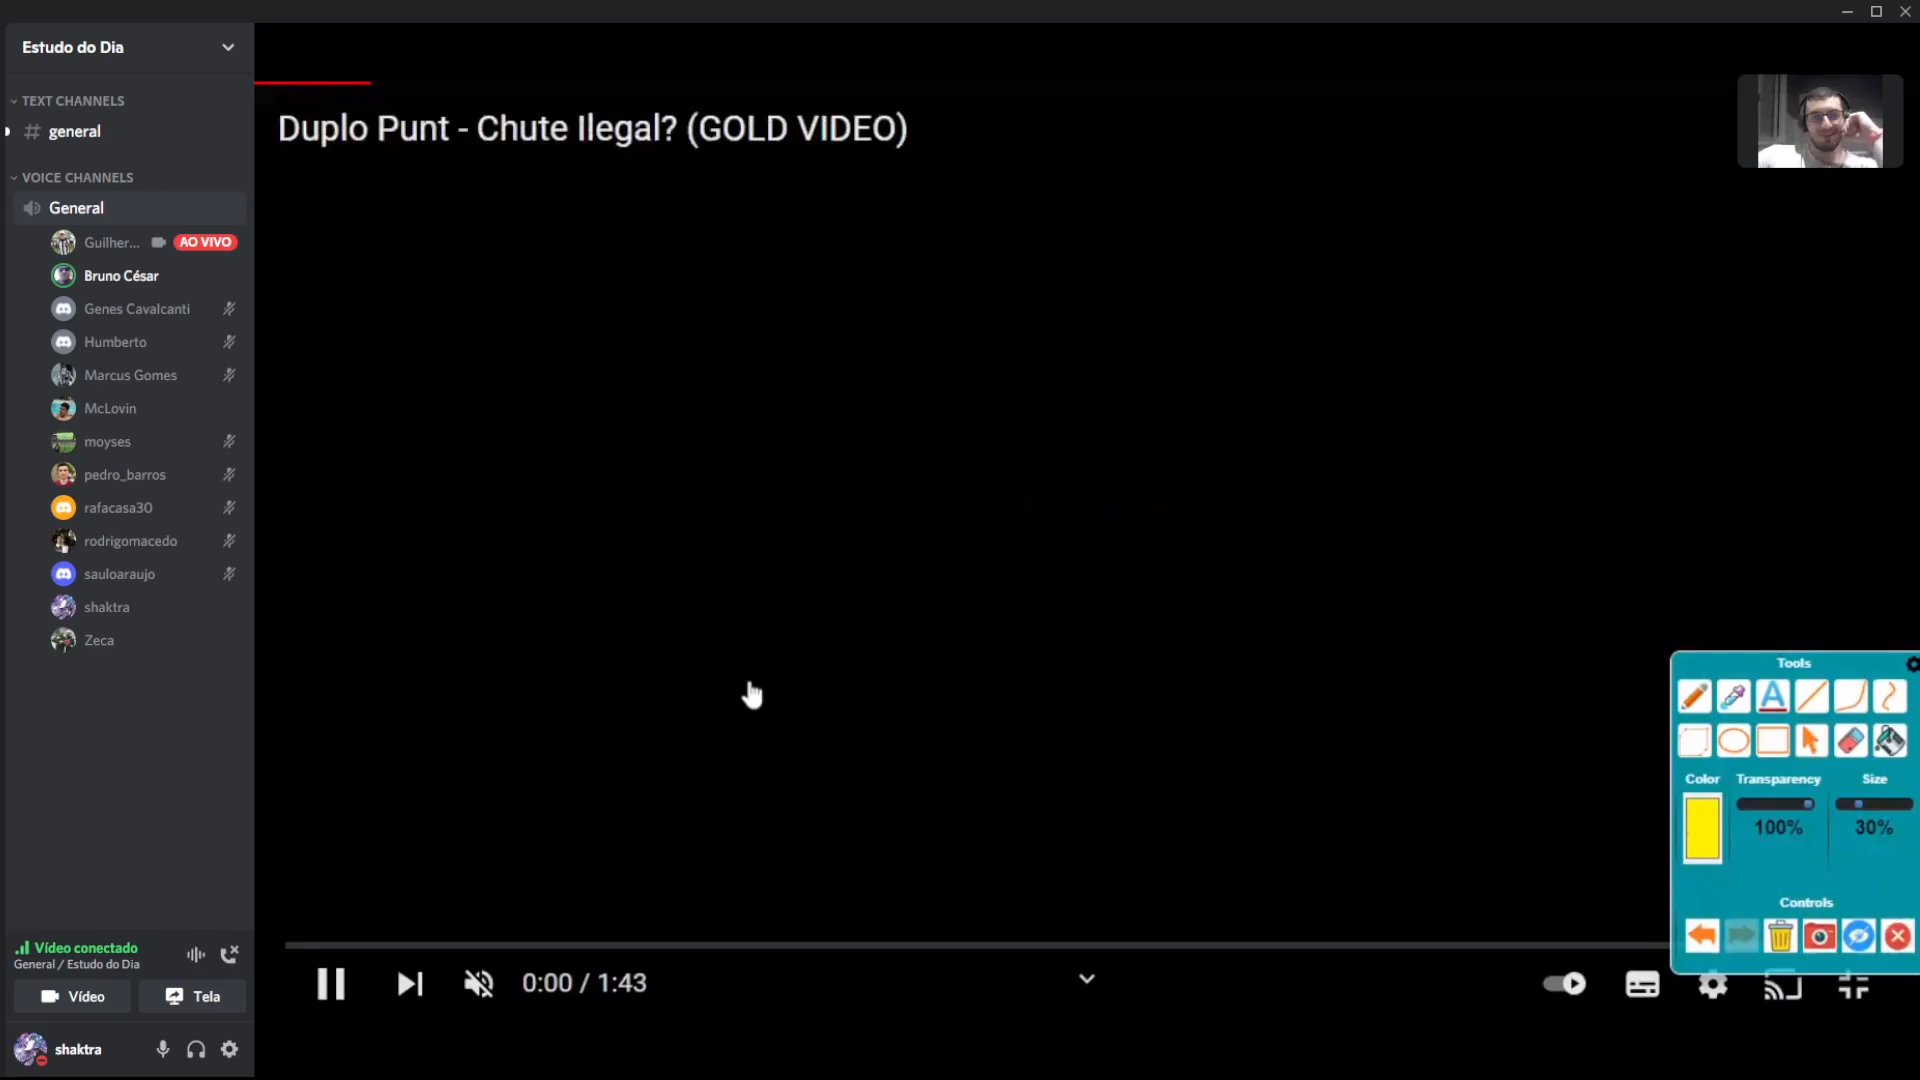 Estudo do Dia
TEXT CHANNELS
general
VOICE CHANNELS
General
Guilher... AO VIVO
Bruno César
Genes Cavalcanti
Humberto
Marcus Gomes
McLovin
moyses
pedro_barros
rafacasa30
rodrigomacedo
sauloaraujo
shaktra
Zeca
Vídeo conectado
General / Estudo do Dia
Vídeo
Tela
shaktra
Duplo Punt - Chute Ilegal? (GOLD VIDEO)
0:00 / 1:43
Tools
Color
Transparency
Size
100%
30%
Controls